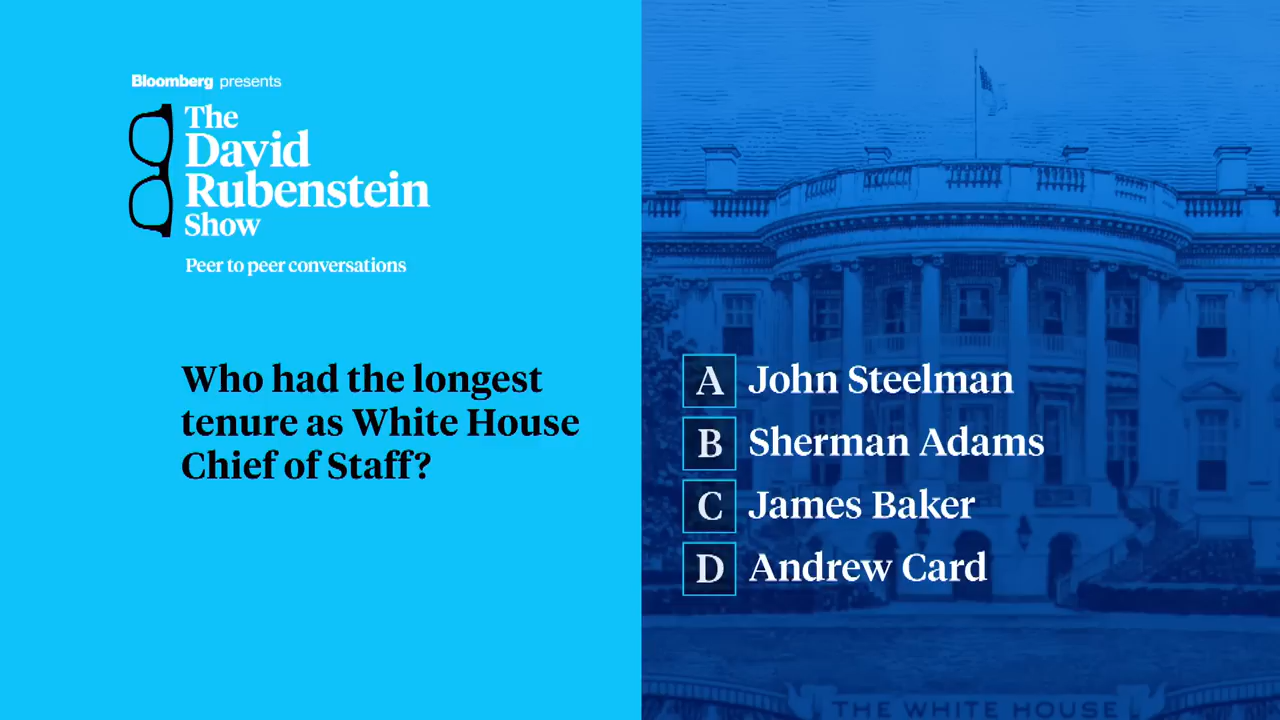 Bloomberg presents
The
David
Rubenstein
Show
Peer to peer conversations
Who had the longest
tenure as White House
Chief of Staff?
A John Steelman
B Sherman Adams
C James Baker
D Andrew Card
THE WHITE HOUSE